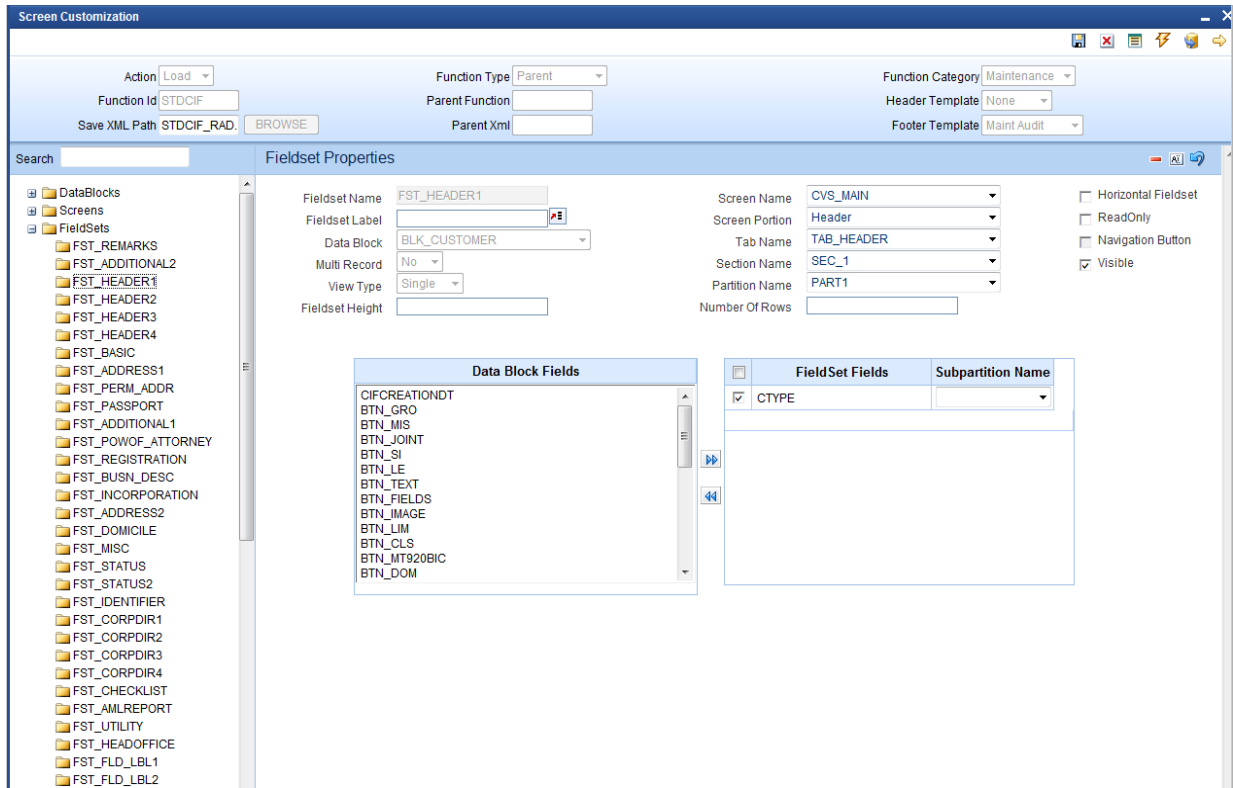 Screen Customization
Action Load
Function Type Parent
Function Category Maintenance
Function Id STDCIF
Parent Function
Header Template None
Save XML Path STDCIF_RAD. BROWSE
Parent Xml
Footer Template Maint Audit
Search
Fieldset Properties
DataBlocks
Screens
FieldSets
FST_REMARKS
FST_ADDITIONAL2
FST_HEADER1
FST_HEADER2
FST_HEADER3
FST_HEADER4
FST_BASIC
FST_ADDRESS1
FST_PERM_ADDR
FST_PASSPORT
FST_ADDITIONAL1
FST_POWOF_ATTORNEY
FST_REGISTRATION
FST_BUSN_DESC
FST_INCORPORATION
FST_ADDRESS2
FST_DOMICILE
FST_MISC
FST_STATUS
FST_STATUS2
FST_IDENTIFIER
FST_CORPDIR1
FST_CORPDIR2
FST_CORPDIR3
FST_CORPDIR4
FST_CHECKLIST
FST_AMLREPORT
FST_UTILITY
FST_HEADOFFICE
FST_FLD_LBL1
FST_FLD_LBL2
Fieldset Name FST_HEADER1
Fieldset Label
Data Block BLK_CUSTOMER
Multi Record No
View Type Single
Fieldset Height
Screen Name CVS_MAIN
Screen Portion Header
Tab Name TAB_HEADER
Section Name SEC_1
Partition Name PART1
Number Of Rows
Horizontal Fieldset
ReadOnly
Navigation Button
Visible
Data Block Fields
CIFCREATIONDT
BTN_GRO
BTN_MIS
BTN_JOINT
BTN_SI
BTN_LE
BTN_TEXT
BTN_FIELDS
BTN_IMAGE
BTN_LIM
BTN_CLS
BTN_MT920BIC
BTN_DOM
FieldSet Fields Subpartition Name
CTYPE